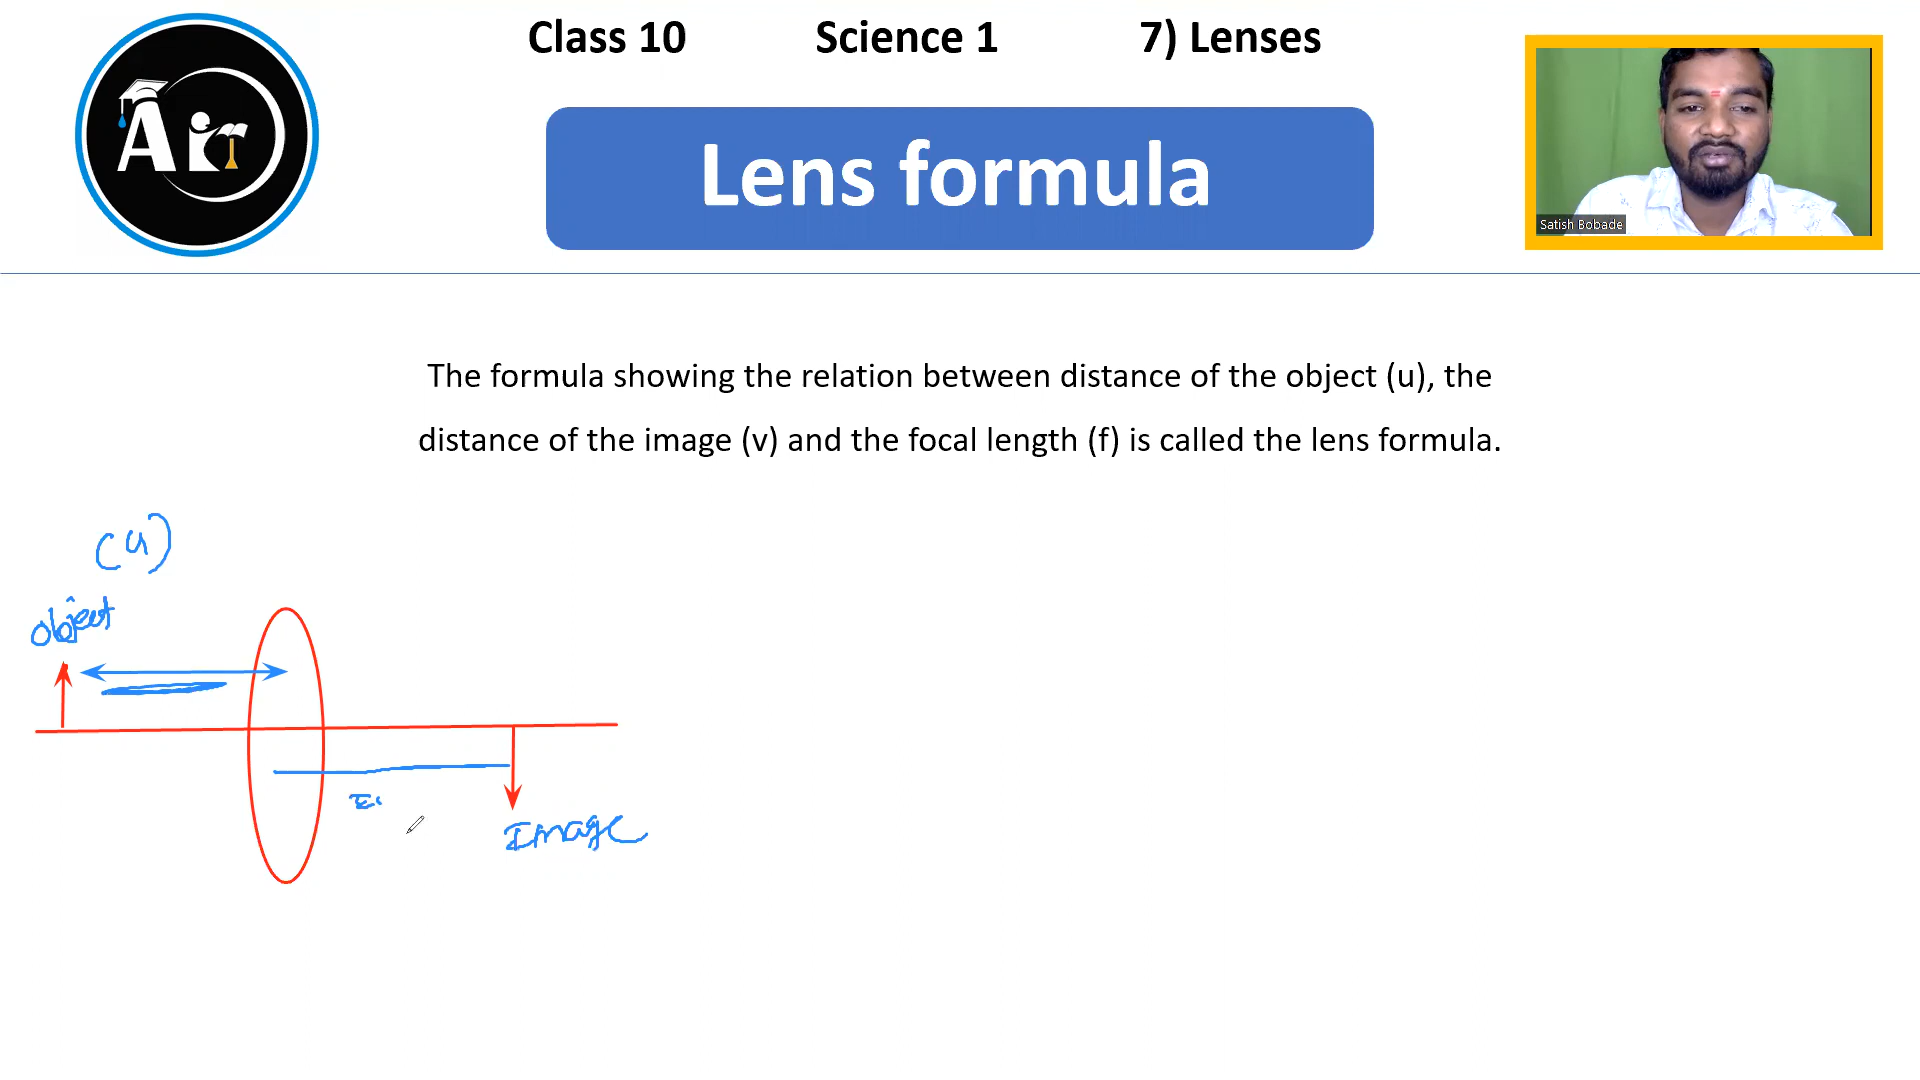 Class 10 Science 1 7) Lenses
Air
Lens formula
Satish Bobade
The formula showing the relation between distance of the object (u), the
distance of the image (v) and the focal length (f) is called the lens formula.
(u)
object
Image